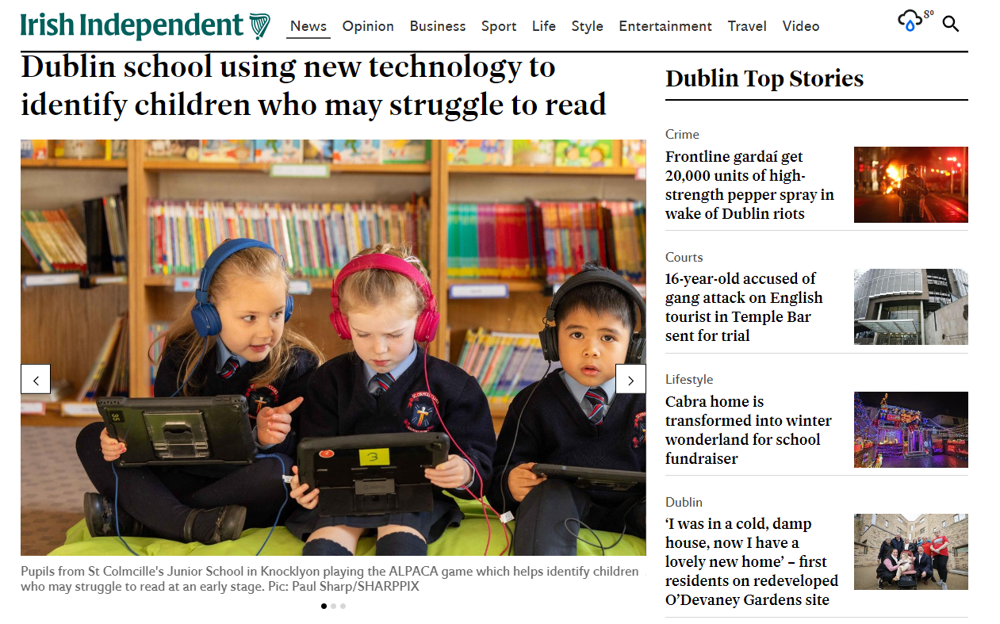 Irish Independent
News Opinion Business Sport Life Style Entertainment Travel Video
8°
Dublin school using new technology to
identify children who may struggle to read
35
3
Pupils from St Colmcille's Junior School in Knocklyon playing the ALPACA game which helps identify children
who may struggle to read at an early stage. Pic: Paul Sharp/SHARPPIX
Dublin Top Stories
Crime
Frontline gardaí get
20,000 units of high-
strength pepper spray in
wake of Dublin riots
Courts
16-year-old accused of
gang attack on English
tourist in Temple Bar
sent for trial
Lifestyle
Cabra home is
transformed into winter
wonderland for school
fundraiser
Dublin
‘I was in a cold, damp
house, now I have a
lovely new home’ – first
residents on redeveloped
O’Devaney Gardens site